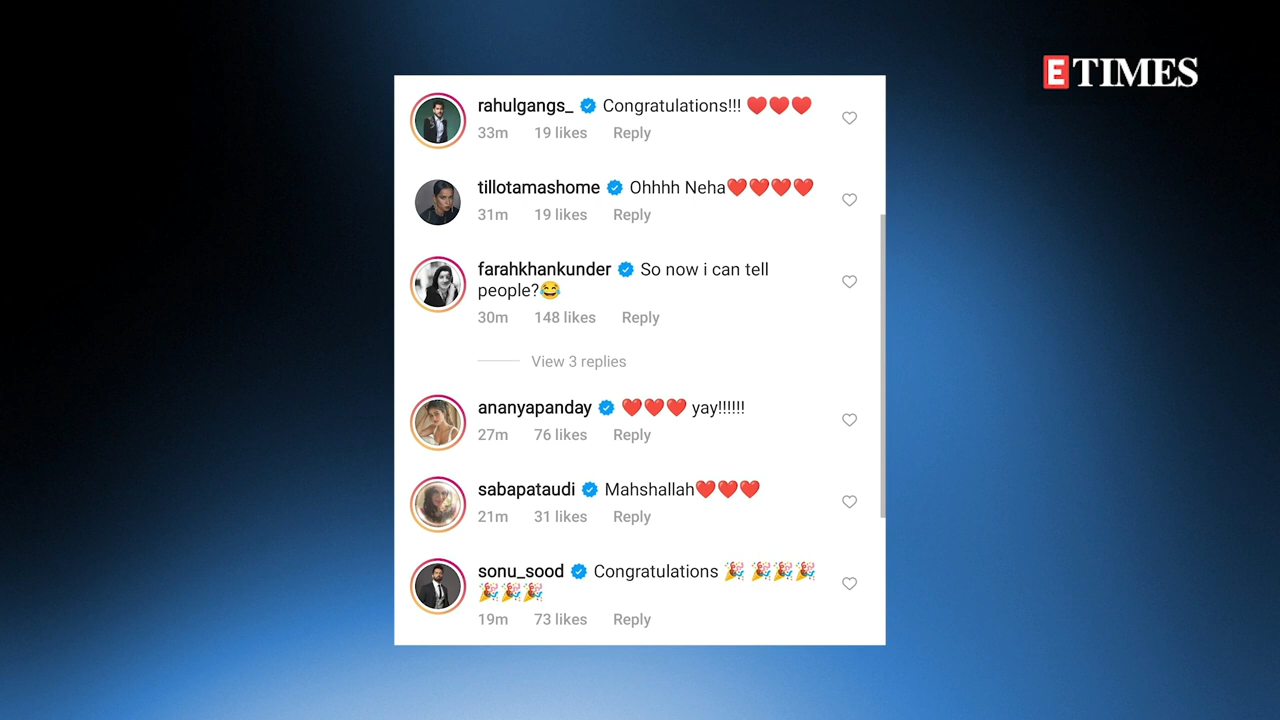 E TIMES
rahulgangs_ Congratulations!!! ❤️❤️❤️
33m 19 likes Reply
tillotamashome Ohhhh Neha❤️❤️❤️❤️
31m 19 likes Reply
farahkhankunder So now i can tell
people?😂
30m 148 likes Reply
View 3 replies
ananyapanday ❤️❤️❤️ yay!!!!!!
27m 76 likes Reply
sabapataudi Mahshallah❤️❤️❤️
21m 31 likes Reply
sonu_sood Congratulations 🎉 🎉🎉🎉
🎉🎉🎉
19m 73 likes Reply